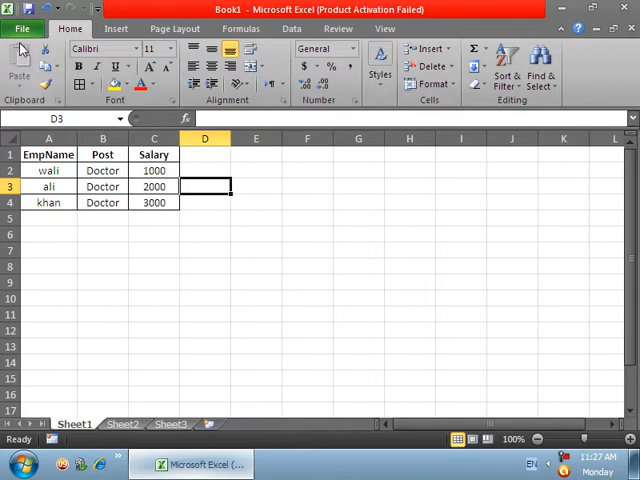 Book1 - Microsoft Excel (Product Activation Failed)
File Home Insert Page Layout Formulas Data Review View
Calibri 11 General Insert
Paste B I U $ % , Styles Delete Sort & Filter Find & Select
Format
Clipboard Font Alignment Number Cells Editing
D3 fx
A B C D E F G H I J K L
1 EmpName Post Salary
2 wali Doctor 1000
3 ali Doctor 2000
4 khan Doctor 3000
5
6
7
8
9
10
11
12
13
14
15
16
17
Sheet1 Sheet2 Sheet3
Ready 100%
Microsoft Excel (... EN 11:27 AM
Monday